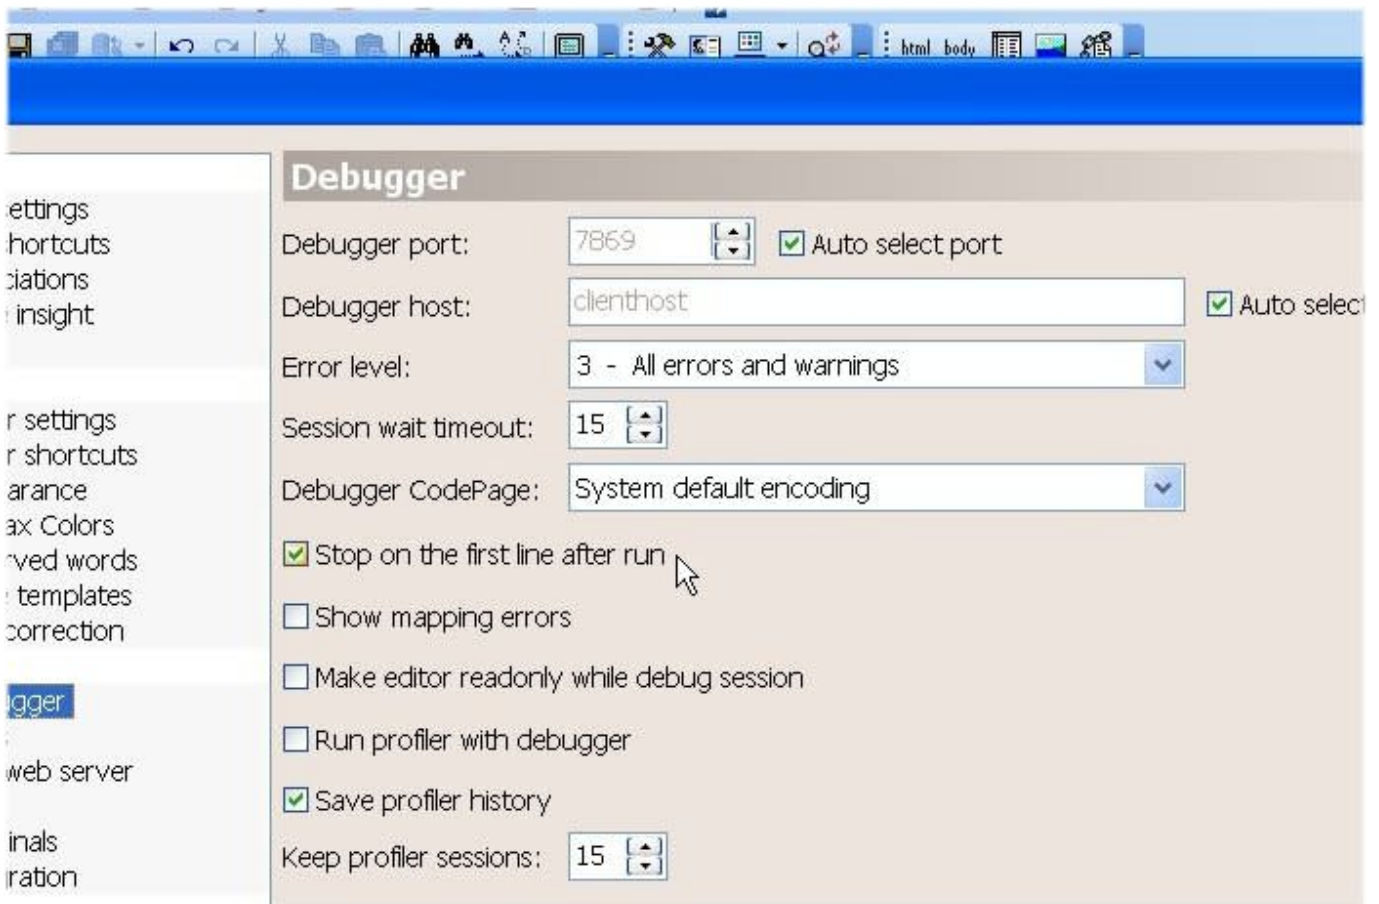 html body
Debugger
ettings
hortcuts
ciations
insight
Debugger port: 7869 Auto select port
Debugger host: clienthost Auto select
Error level: 3 - All errors and warnings
r settings
Session wait timeout: 15
r shortcuts
arance
Debugger CodePage: System default encoding
ax Colors
rved words
Stop on the first line after run
templates
correction
Show mapping errors
Make editor readonly while debug session
gger
Run profiler with debugger
web server
Save profiler history
inals
Keep profiler sessions: 15
ration